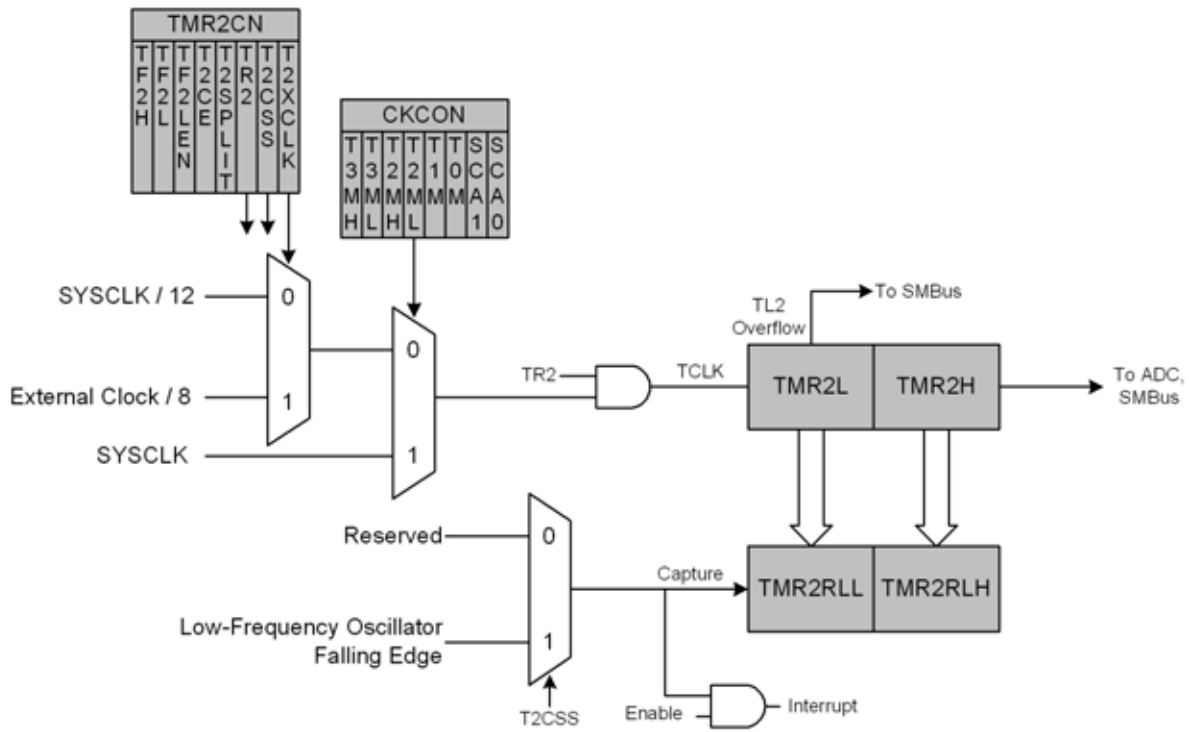 TMR2CN
TF2H
TF2L
TF2LEN
T2CE
T2SPLIT
TR2
T2CSS
T2XCLK
CKCON
T3MH
T3ML
T2MH
T2ML
T1M
T0M
SCA1
SCA0
SYSCLK / 12
0
External Clock / 8
1
SYSCLK
0
1
TR2
TCLK
TL2
Overflow
To SMBus
TMR2L
TMR2H
To ADC,
SMBus
Reserved
0
Low-Frequency Oscillator
Falling Edge
1
T2CSS
Capture
TMR2RLL
TMR2RLH
Enable
Interrupt